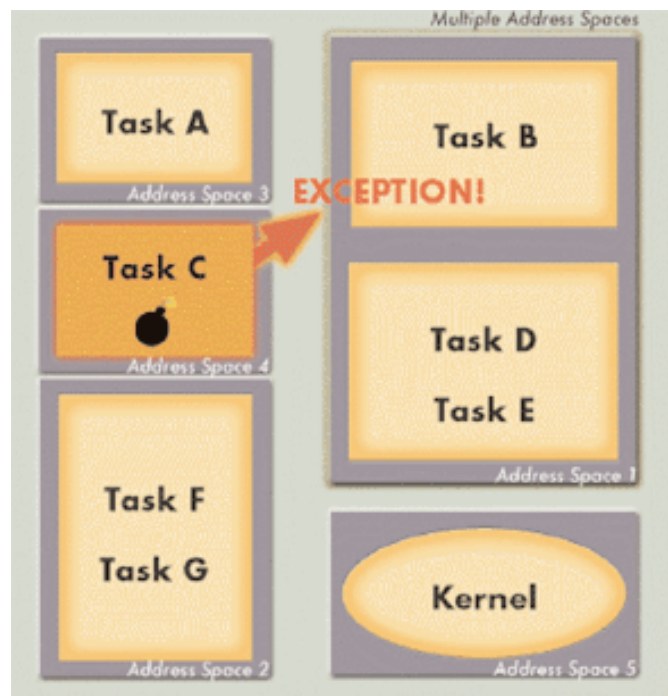 Multiple Address Spaces
Task A
Address Space 3
Task B
EXCEPTION!
Task C
Address Space 4
Task D
Task E
Address Space 1
Task F
Task G
Address Space 2
Kernel
Address Space 5